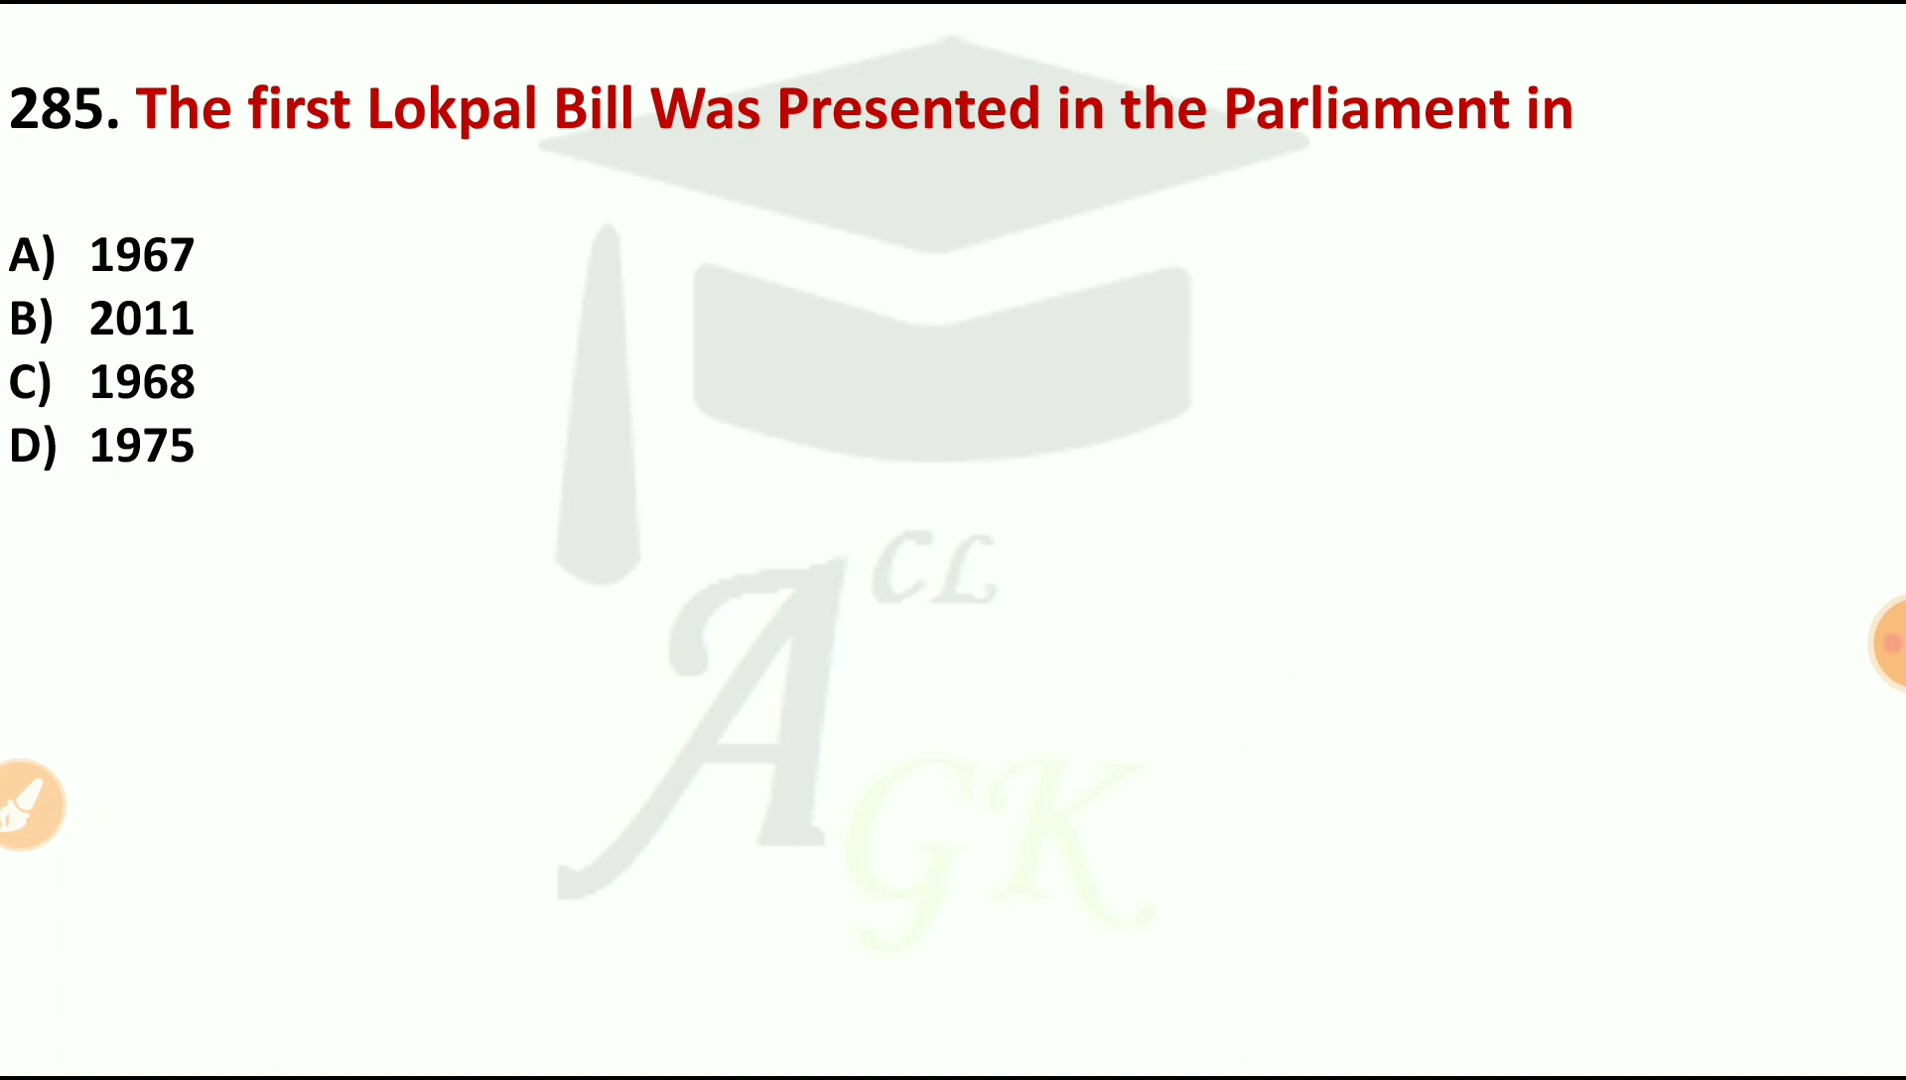 285. The first Lokpal Bill Was Presented in the Parliament in
A) 1967
B) 2011
C) 1968
D) 1975
A CL
GK